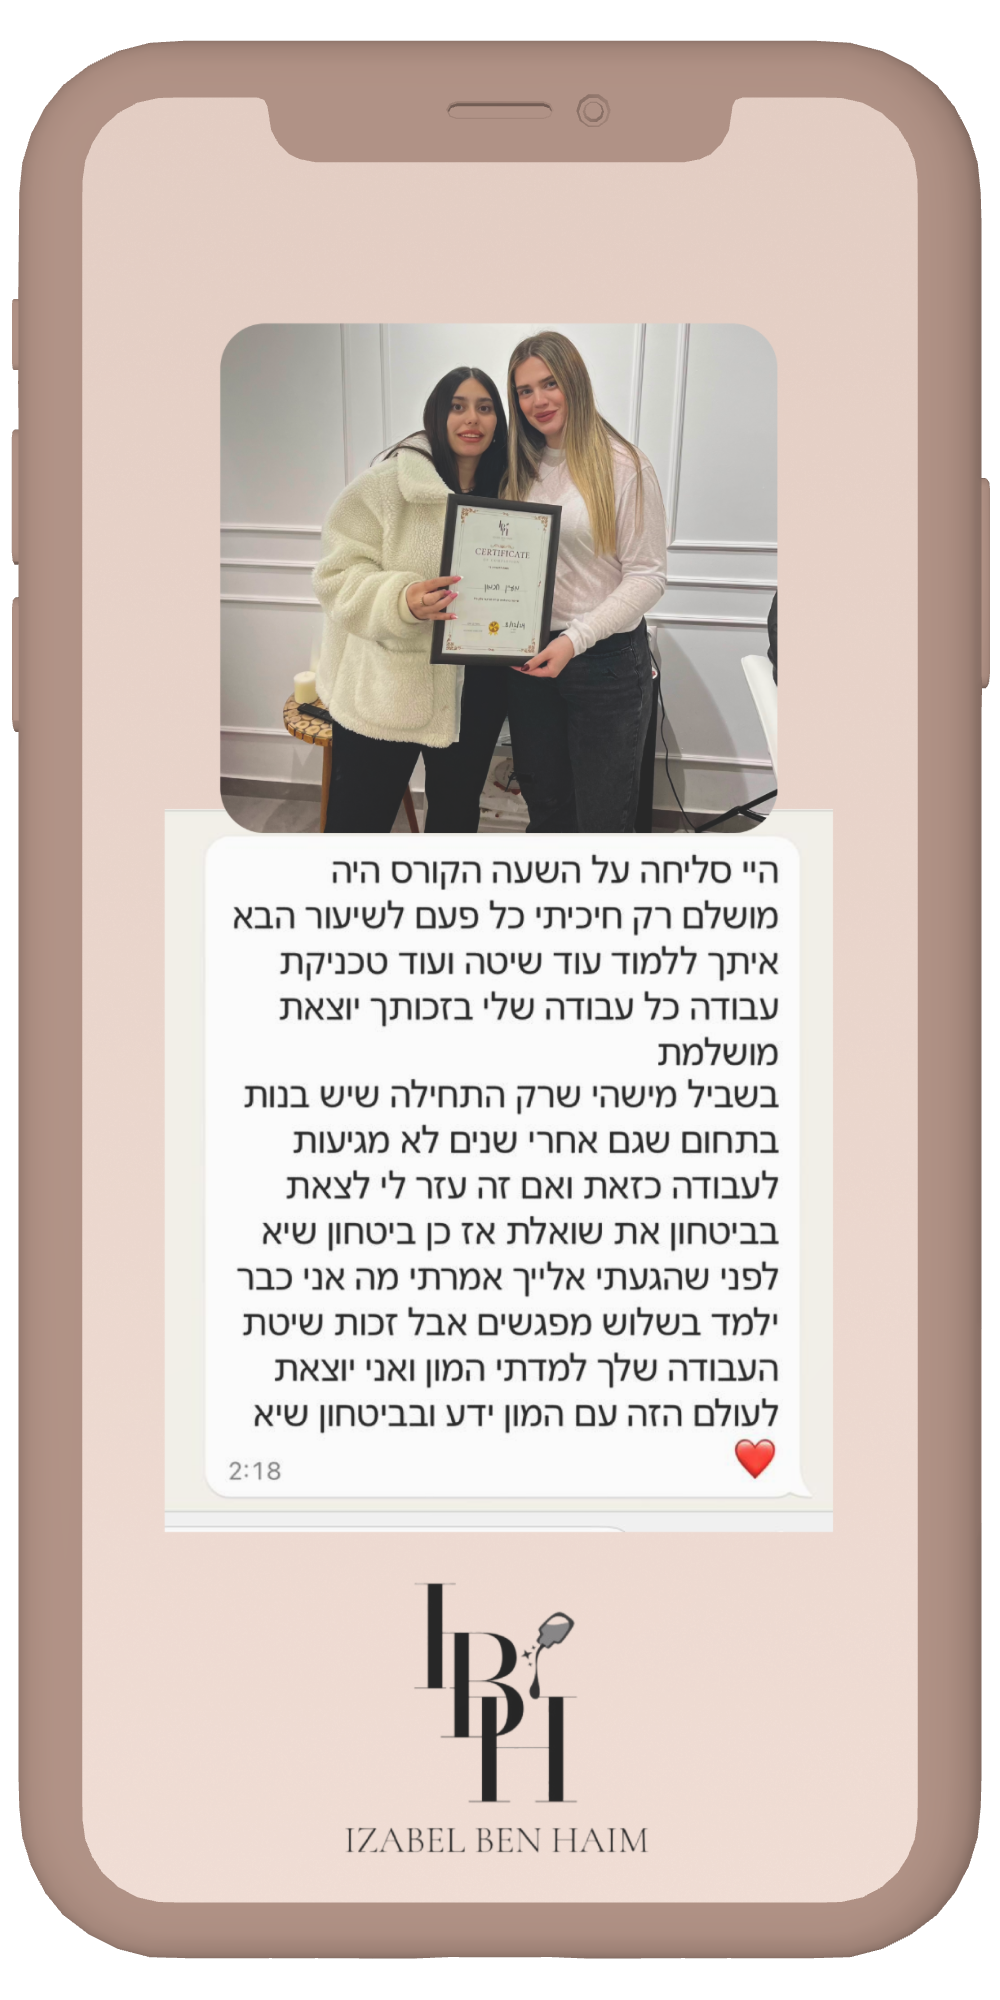 CERTIFICATE
היי סליחה על השעה הקורס היה
מושלם רק חיכיתי כל פעם לשיעור הבא
איתך ללמוד עוד שיטה ועוד טכניקת
עבודה כל עבודה שלי בזכותך יוצאת
מושלמת
בשביל מישהי שרק התחילה שיש בנות
בתחום שגם אחרי שנים לא מגיעות
לעבודה כזאת ואם זה עזר לי לצאת
בביטחון את שואלת אז כן ביטחון שיא
לפני שהגעתי אלייך אמרתי מה אני כבר
ילמד בשלוש מפגשים אבל זכות שיטת
העבודה שלך למדתי המון ואני יוצאת
לעולם הזה עם המון ידע ובביטחון שיא
❤️
2:18
IBH
IZABEL BEN HAIM